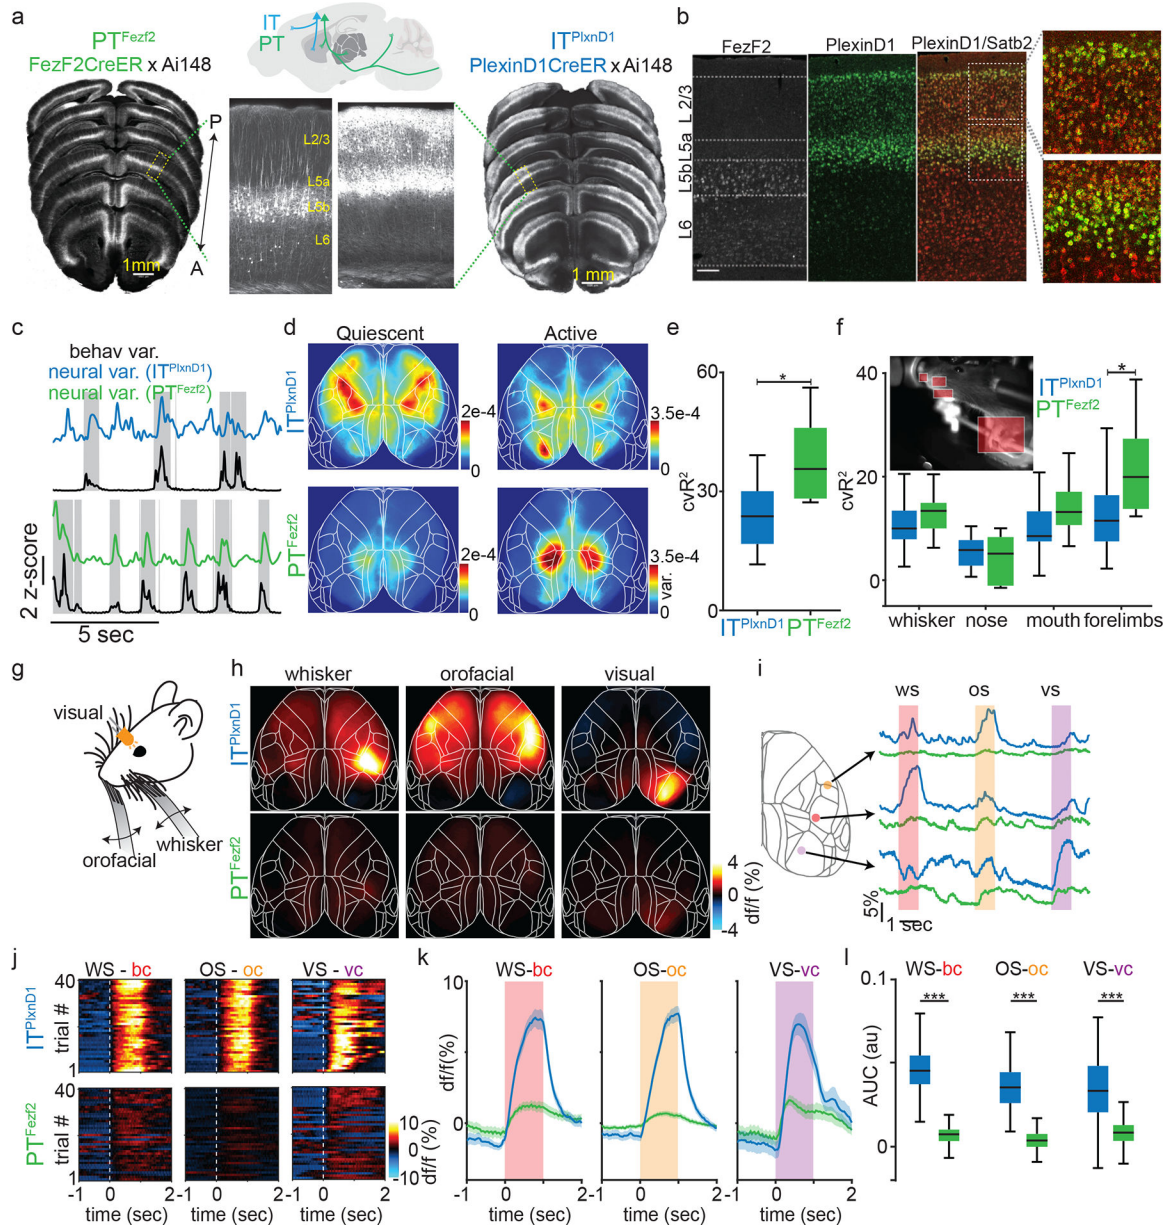 a
PT^Fezf2
FezF2CreER x Ai148
IT
PT
IT^PlxnD1
PlexinD1CreER x Ai148
P
A
1mm
L2/3
L5a
L5b
L6
1 mm
b
FezF2
PlexinD1
PlexinD1/Satb2
L 2/3
L5a
L5b
L6
c
behav var.
neural var. (IT^PlxnD1)
neural var. (PT^Fezf2)
2 z-score
5 sec
d
Quiescent
Active
IT^PlxnD1
2e-4
0
3.5e-4
0
PT^Fezf2
2e-4
0
3.5e-4
var.
0
e
cvR²
60
30
0
*
IT^PlxnD1 PT^Fezf2
f
cvR²
40
20
0
IT^PlxnD1
PT^Fezf2
*
whisker
nose
mouth
forelimbs
g
visual
orofacial
whisker
h
whisker
orofacial
visual
IT^PlxnD1
PT^Fezf2
4
2
0
-2
-4
df/f (%)
i
ws
os
vs
5%
1 sec
j
WS - bc
OS - oc
VS - vc
IT^PlxnD1
trial #
40
1
PT^Fezf2
trial #
40
1
10
0
-10
df/f (%)
-1 0 1 2
-1 0 1 2
-1 0 1 2
time (sec)
time (sec)
time (sec)
k
WS-bc
OS-oc
VS-vc
df/f(%)
10
0
-1 0 2
-1 0 1 2
-1 0 1 2
time (sec)
time (sec)
time (sec)
l
WS-bc
OS-oc
VS-vc
AUC (au)
0.1
0
***
***
***